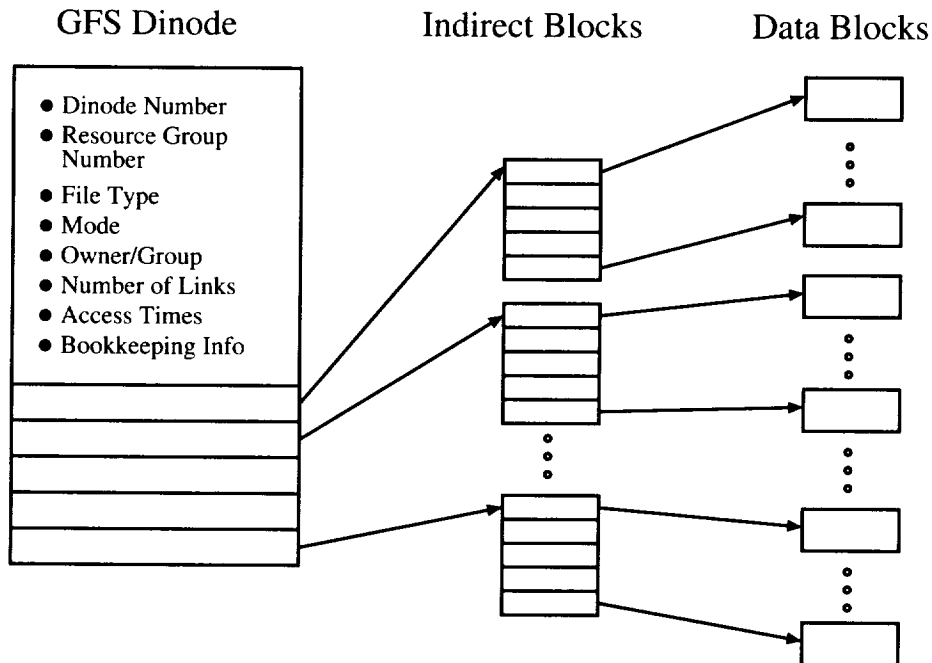 GFS Dinode
Indirect Blocks
Data Blocks
● Dinode Number
● Resource Group
Number
● File Type
● Mode
● Owner/Group
● Number of Links
● Access Times
● Bookkeeping Info